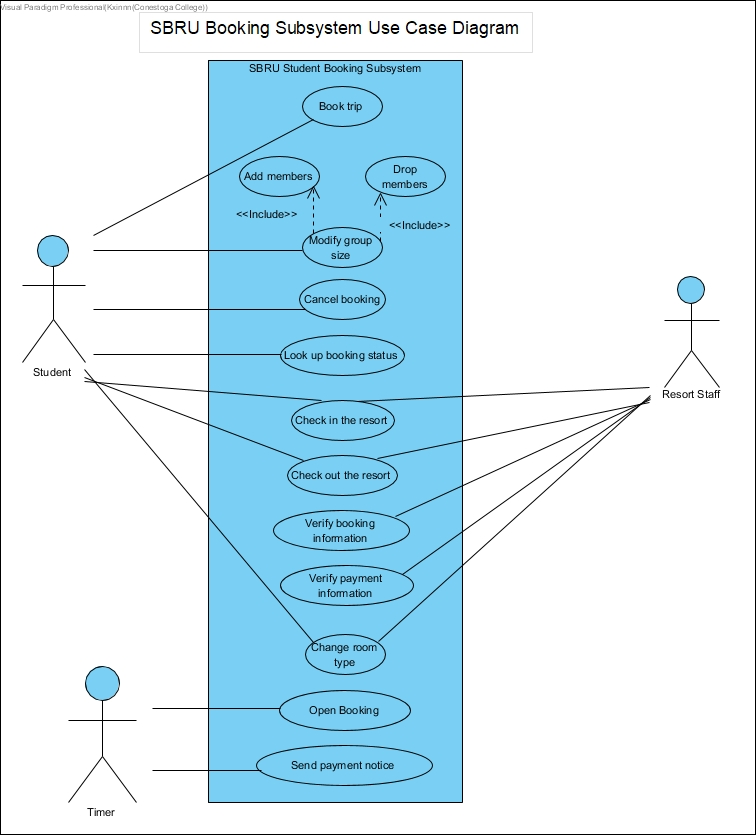 Visual Paradigm Professional(Kxinnn(Conestoga College))
SBRU Booking Subsystem Use Case Diagram
SBRU Student Booking Subsystem
Book trip
Add members
Drop
members
<<Include>>
<<Include>>
Modify group
size
Cancel booking
Look up booking status
Student
Check in the resort
Resort Staff
Check out the resort
Verify booking
information
Verify payment
information
Change room
type
Open Booking
Send payment notice
Timer